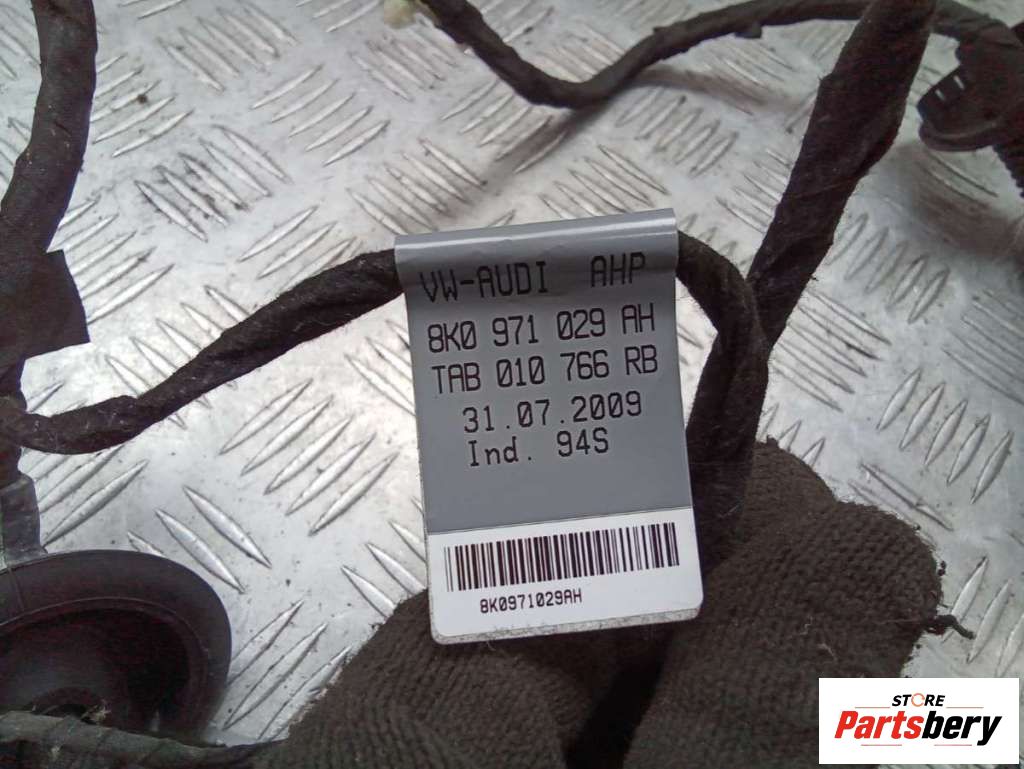 VW-AUDI AHP
8K0 971 029 AH
TAB 010 766 RB
31.07.2009
Ind. 94S
8K0971029AH
STORE
Partsbery